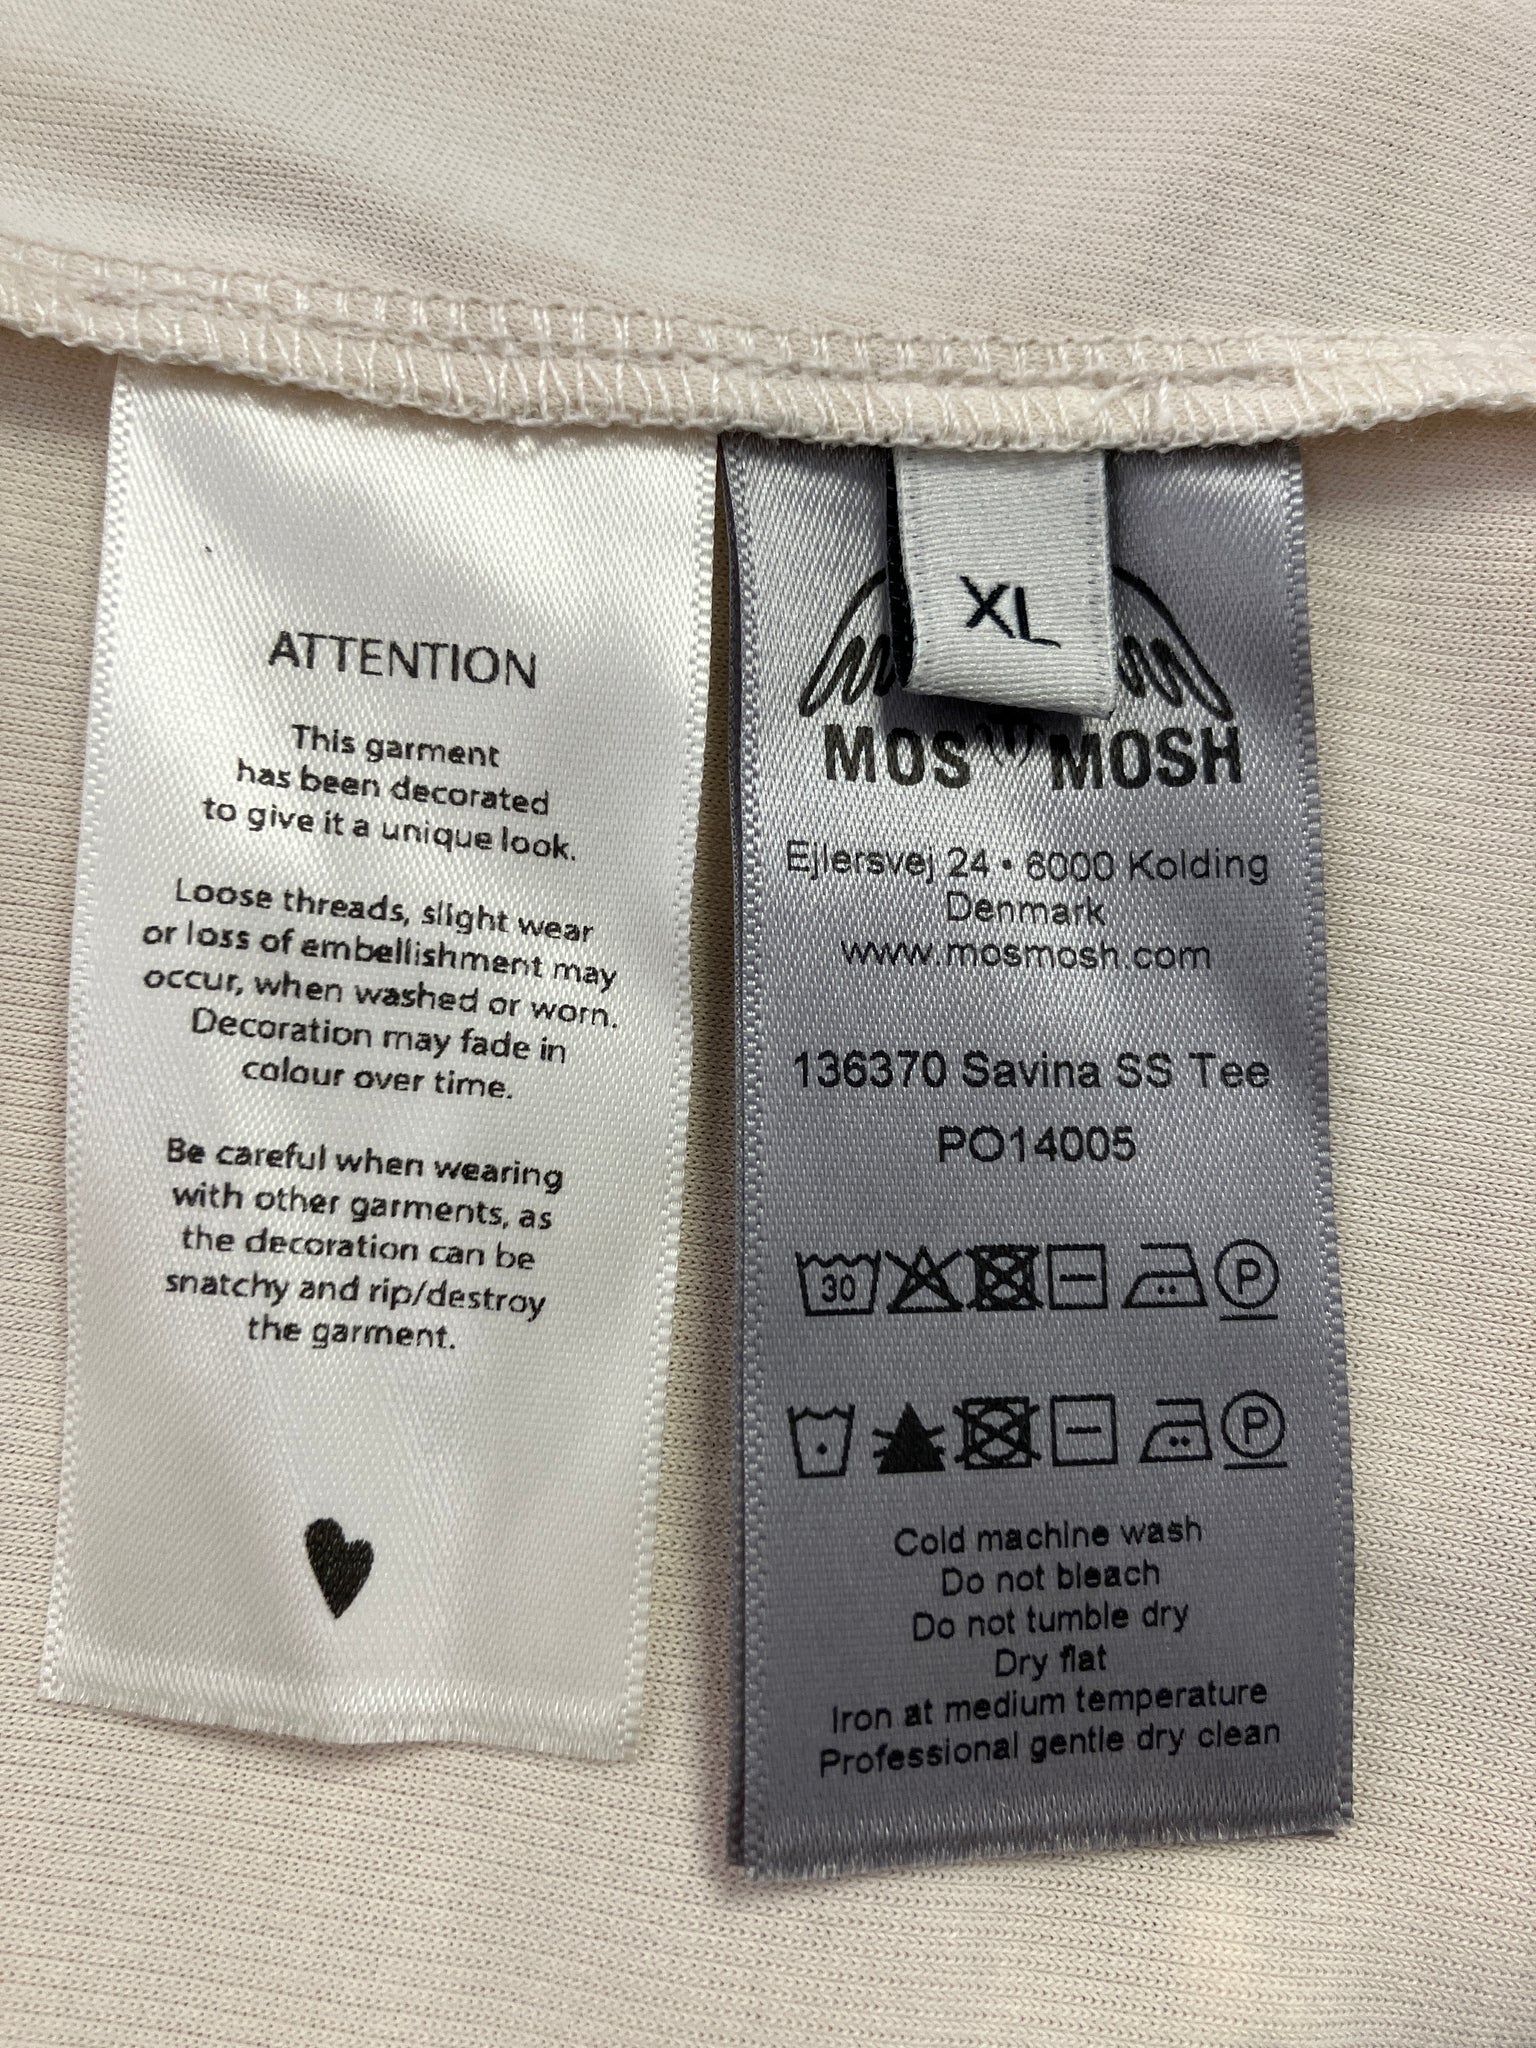 ATTENTION
This garment
has been decorated
to give it a unique look.
Loose threads, slight wear
or loss of embellishment may
occur, when washed or worn.
Decoration may fade in
colour over time.
Be careful when wearing
with other garments, as
the decoration can be
snatchy and rip/destroy
the garment.
XL
MOS MOSH
Ejlersvej 24 • 6000 Kolding
Denmark
www.mosmosh.com
136370 Savina SS Tee
PO14005
30 P
P
Cold machine wash
Do not bleach
Do not tumble dry
Dry flat
Iron at medium temperature
Professional gentle dry clean